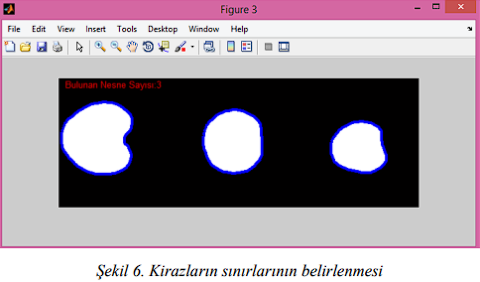 Figure 3
File Edit View Insert Tools Desktop Window Help
Bulunan Nesne Sayısı:3
Şekil 6. Kirazların sınırlarının belirlenmesi